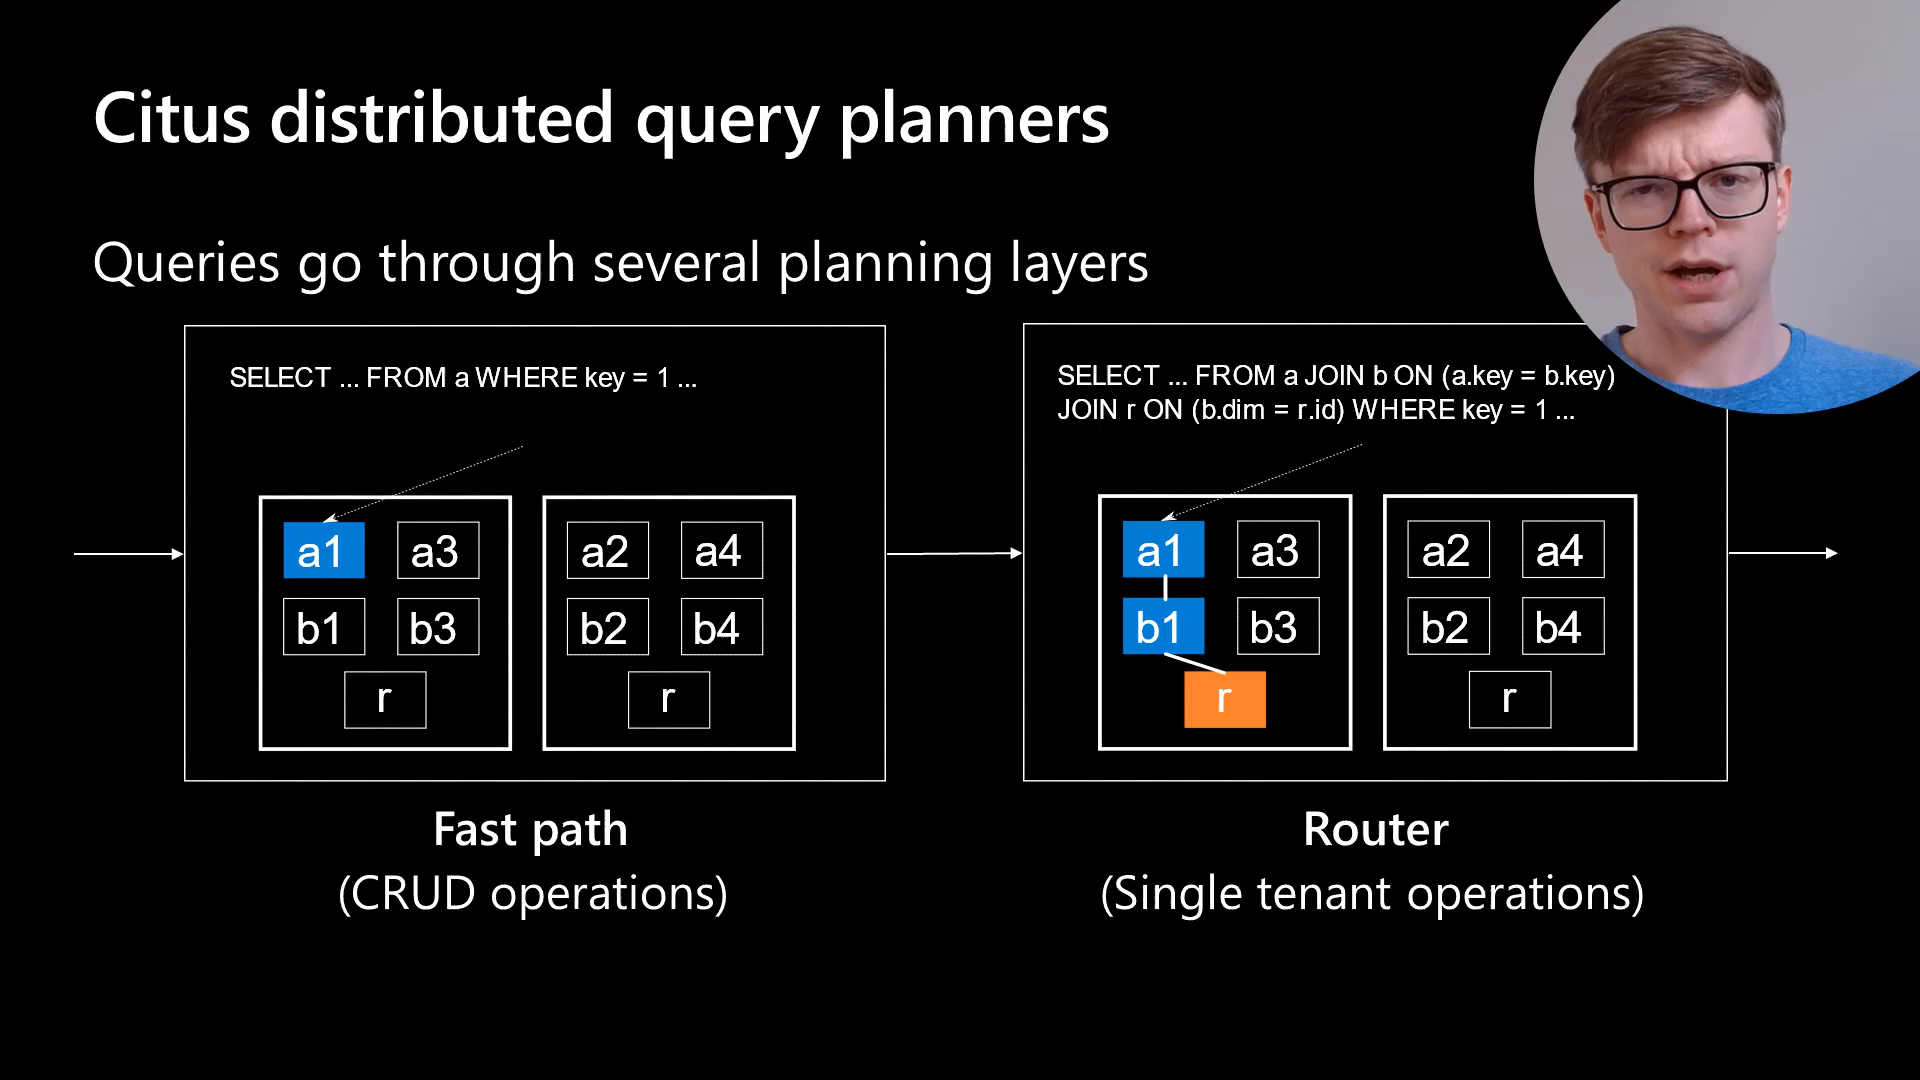 Citus distributed query planners
Queries go through several planning layers
SELECT ... FROM a WHERE key = 1 ...
a1 a3 a2 a4
b1 b3 b2 b4
r r
Fast path
(CRUD operations)
SELECT ... FROM a JOIN b ON (a.key = b.key)
JOIN r ON (b.dim = r.id) WHERE key = 1 ...
a1 a3 a2 a4
b1 b3 b2 b4
r r
Router
(Single tenant operations)